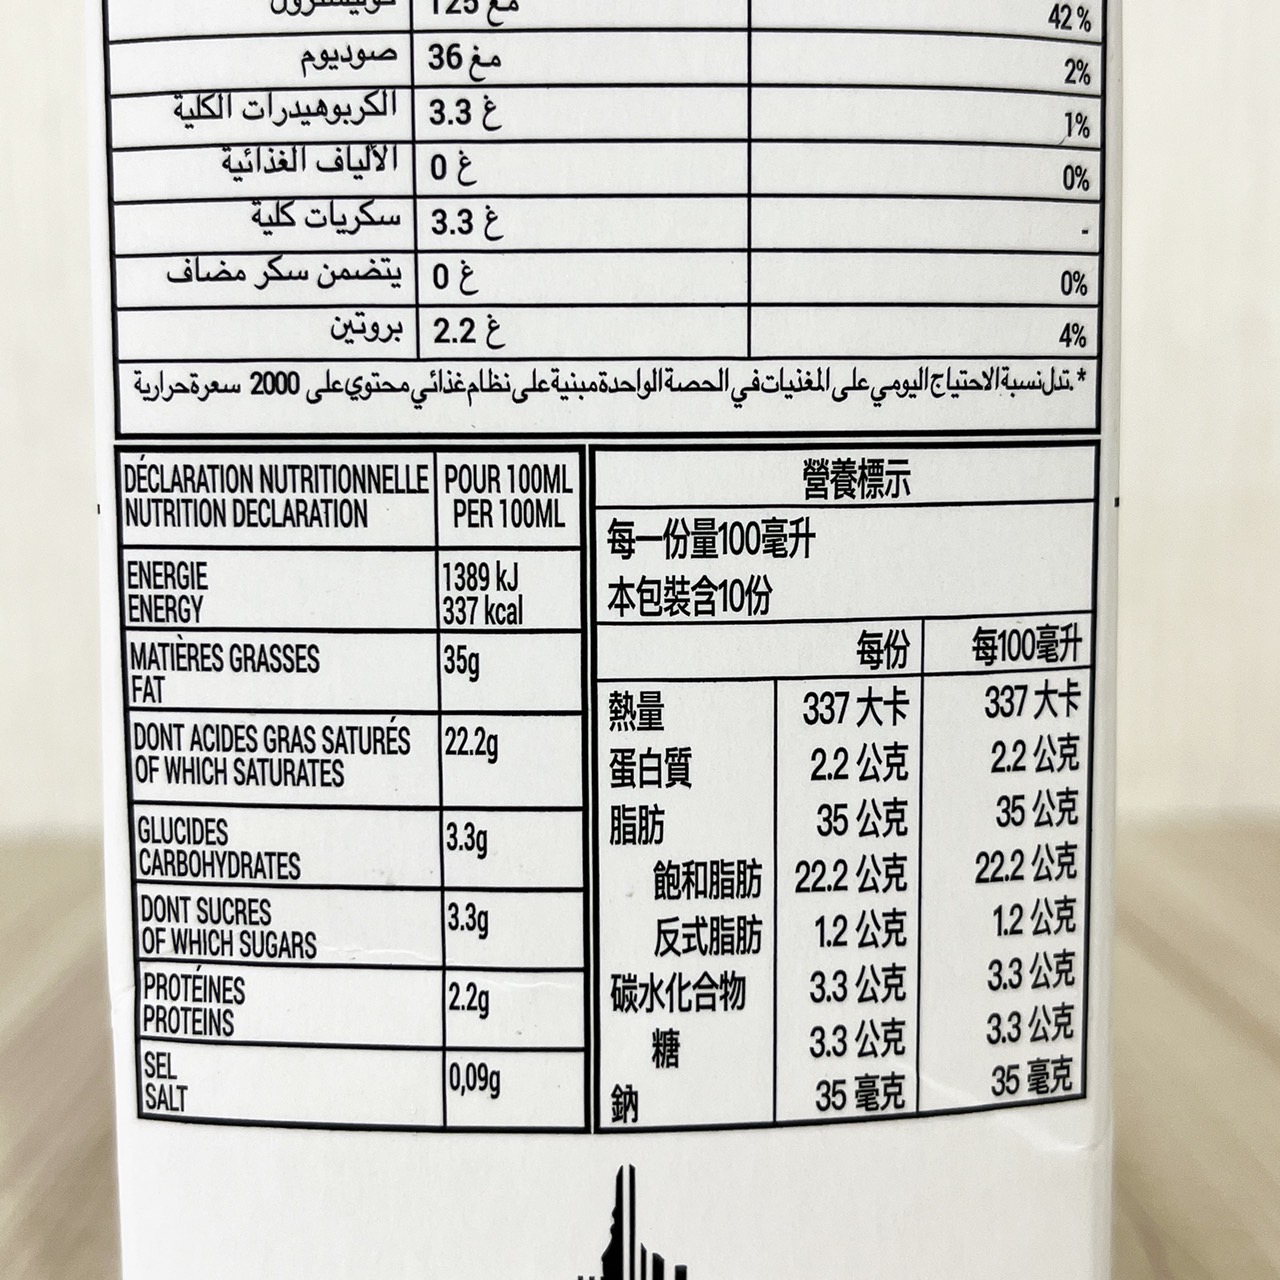 125 مغ 42%
صوديوم 36 مغ 2%
الكربوهيدرات الكلية 3.3 غ 1%
الألياف الغذائية 0 غ 0%
سكريات كلية 3.3 غ -
يتضمن سكر مضاف 0 غ 0%
بروتين 2.2 غ 4%
*.تدل نسبة الاحتياج اليومي على المغذيات في الحصة الواحدة مبنية على نظام غذائي محتوي على 2000 سعرة حرارية
DÉCLARATION NUTRITIONNELLE POUR 100ML
NUTRITION DECLARATION PER 100ML
ENERGIE 1389 kJ
ENERGY 337 kcal
MATIÈRES GRASSES 35g
FAT
DONT ACIDES GRAS SATURÉS 22.2g
OF WHICH SATURATES
GLUCIDES 3.3g
CARBOHYDRATES
DONT SUCRES 3.3g
OF WHICH SUGARS
PROTÉINES 2.2g
PROTEINS
SEL 0,09g
SALT
營養標示
每一份量100毫升
本包裝含10份
每份 每100毫升
熱量 337 大卡 337 大卡
蛋白質 2.2 公克 2.2 公克
脂肪 35 公克 35 公克
飽和脂肪 22.2 公克 22.2 公克
反式脂肪 1.2 公克 1.2 公克
碳水化合物 3.3 公克 3.3 公克
糖 3.3 公克 3.3 公克
鈉 35 毫克 35 毫克